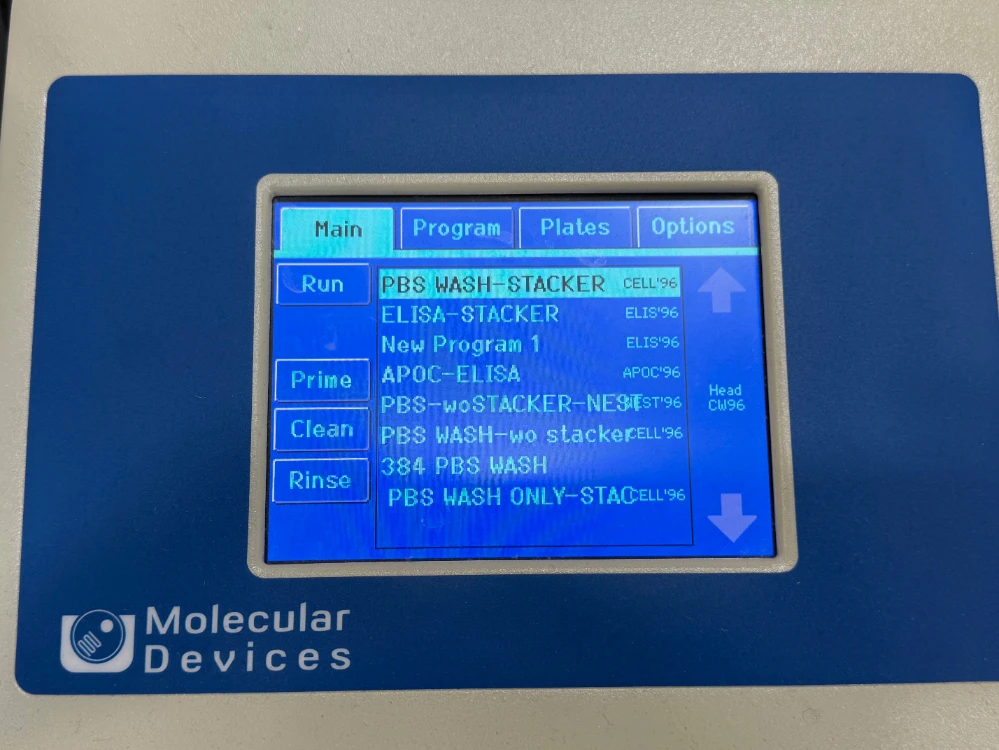 Main Program Plates Options
Run
Prime
Clean
Rinse
PBS WASH-STACKER CELL'96
ELISA-STACKER ELIS'96
New Program 1 ELIS'96
APOC-ELISA APOC'96
PBS-woSTACKER-NEST'96
PBS WASH-wo stacker CELL'96
384 PBS WASH
PBS WASH ONLY-STAC CELL'96
Head
CW96
Molecular
Devices